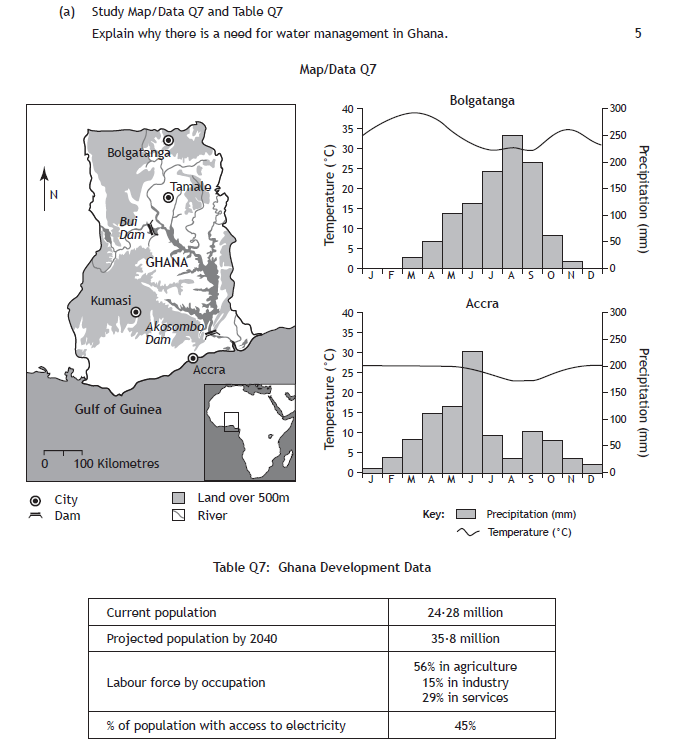 (a) Study Map/Data Q7 and Table Q7
Explain why there is a need for water management in Ghana. 5
Map/Data Q7
N
Bolgatanga
Tamale
Bui
Dam
GHANA
Kumasi
Akosombo
Dam
Accra
Gulf of Guinea
0 100 Kilometres
City
Dam
Land over 500m
River
Bolgatanga
Temperature (°C)
40
35
30
25
20
15
10
5
0
300
250
200
150
100
50
0
Precipitation (mm)
J F M A M J J A S O N D
Accra
Temperature (°C)
40
35
30
25
20
15
10
5
0
300
250
200
150
100
50
0
Precipitation (mm)
J F M A M J J A S O N D
Key: Precipitation (mm)
Temperature (°C)
Table Q7: Ghana Development Data
Current population 24·28 million
Projected population by 2040 35·8 million
Labour force by occupation
56% in agriculture
15% in industry
29% in services
% of population with access to electricity 45%